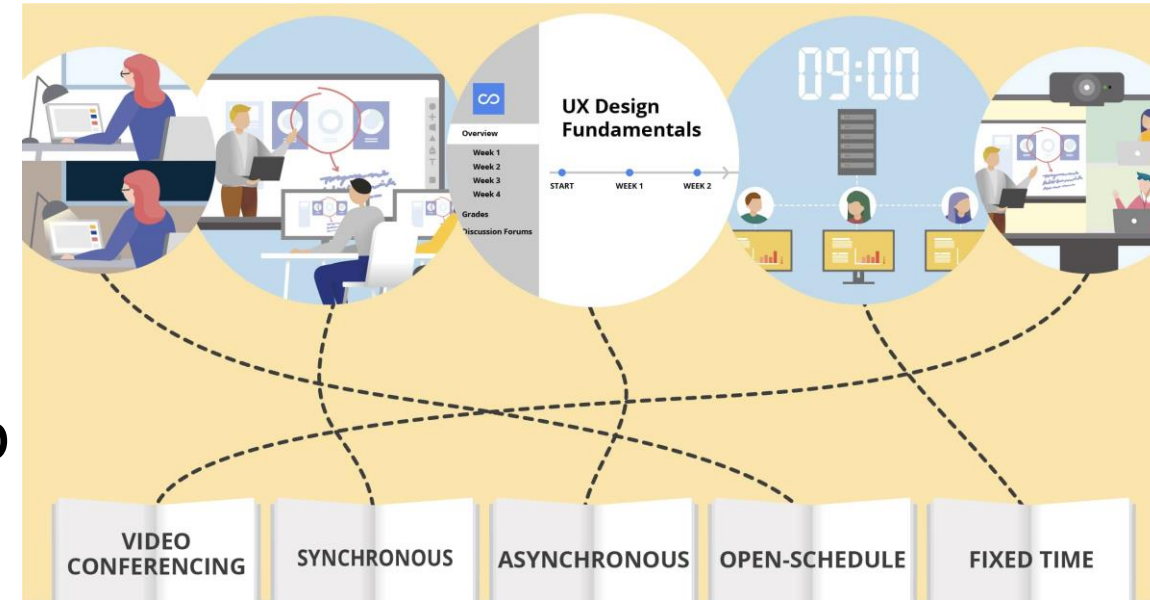 UX Design
Fundamentals
Overview
Week 1
Week 2
Week 3
Week 4
Grades
Discussion Forums
START
WEEK 1
WEEK 2
09:00
VIDEO
CONFERENCING
SYNCHRONOUS
ASYNCHRONOUS
OPEN-SCHEDULE
FIXED TIME